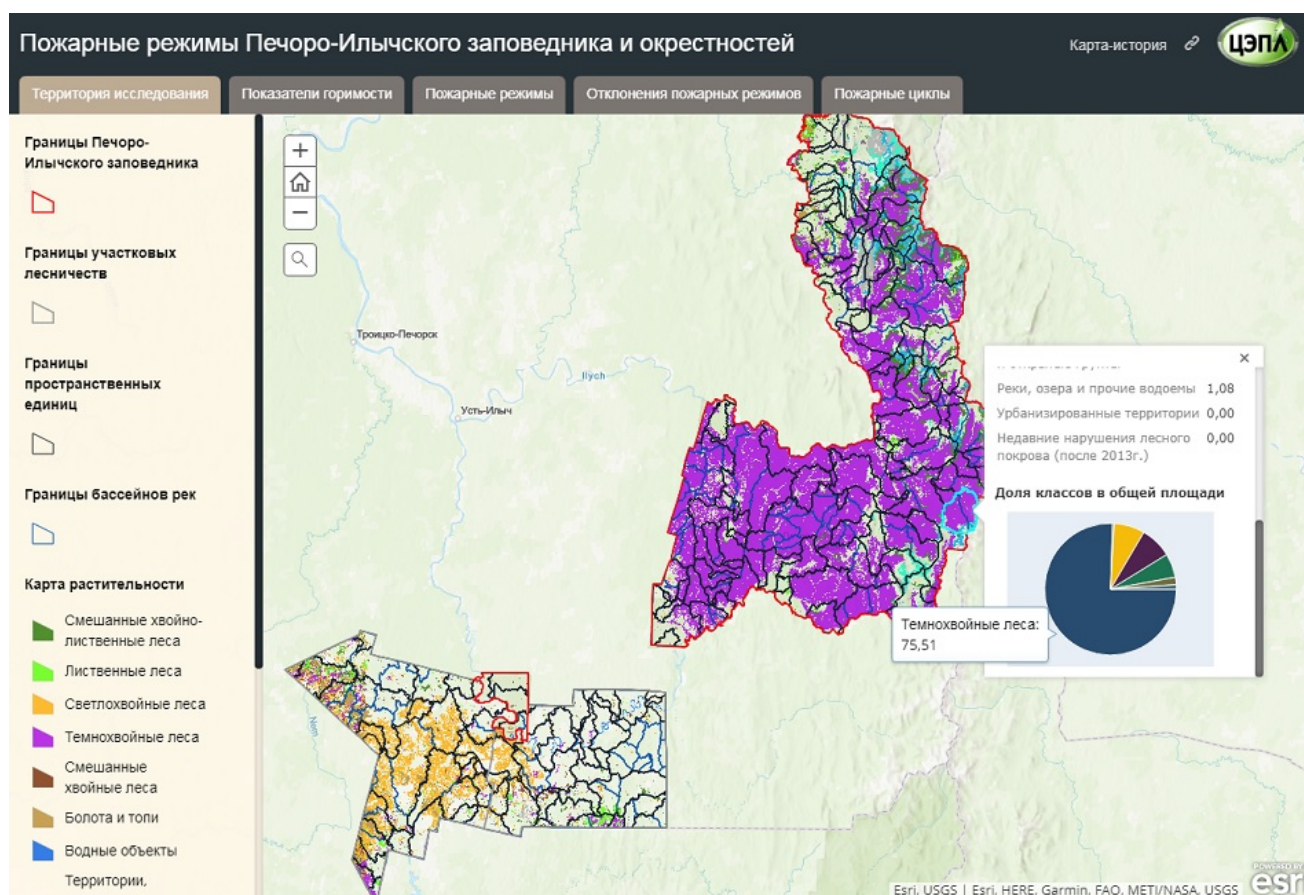 Пожарные режимы Печоро-Илычского заповедника и окрестностей
Карта-история
ЦЭПЛ
Территория исследования
Показатели горимости
Пожарные режимы
Отклонения пожарных режимов
Пожарные циклы
Границы Печоро-
Илычского заповедника
Границы участковых
лесничеств
Границы
пространственных
единиц
Границы бассейнов рек
Карта растительности
Смешанные хвойно-
лиственные леса
Лиственные леса
Светлохвойные леса
Темнохвойные леса
Смешанные
хвойные леса
Болота и топи
Водные объекты
Территории,
Троицко-Печорск
Ilych
Усть-Илыч
Nem
Реки, озера и прочие водоемы 1,08
Урбанизированные территории 0,00
Недавние нарушения лесного 0,00
покрова (после 2013г.)
Доля классов в общей площади
Темнохвойные леса:
75,51
Esri, USGS | Esri, HERE, Garmin, FAO, METI/NASA, USGS
POWERED BY
esri